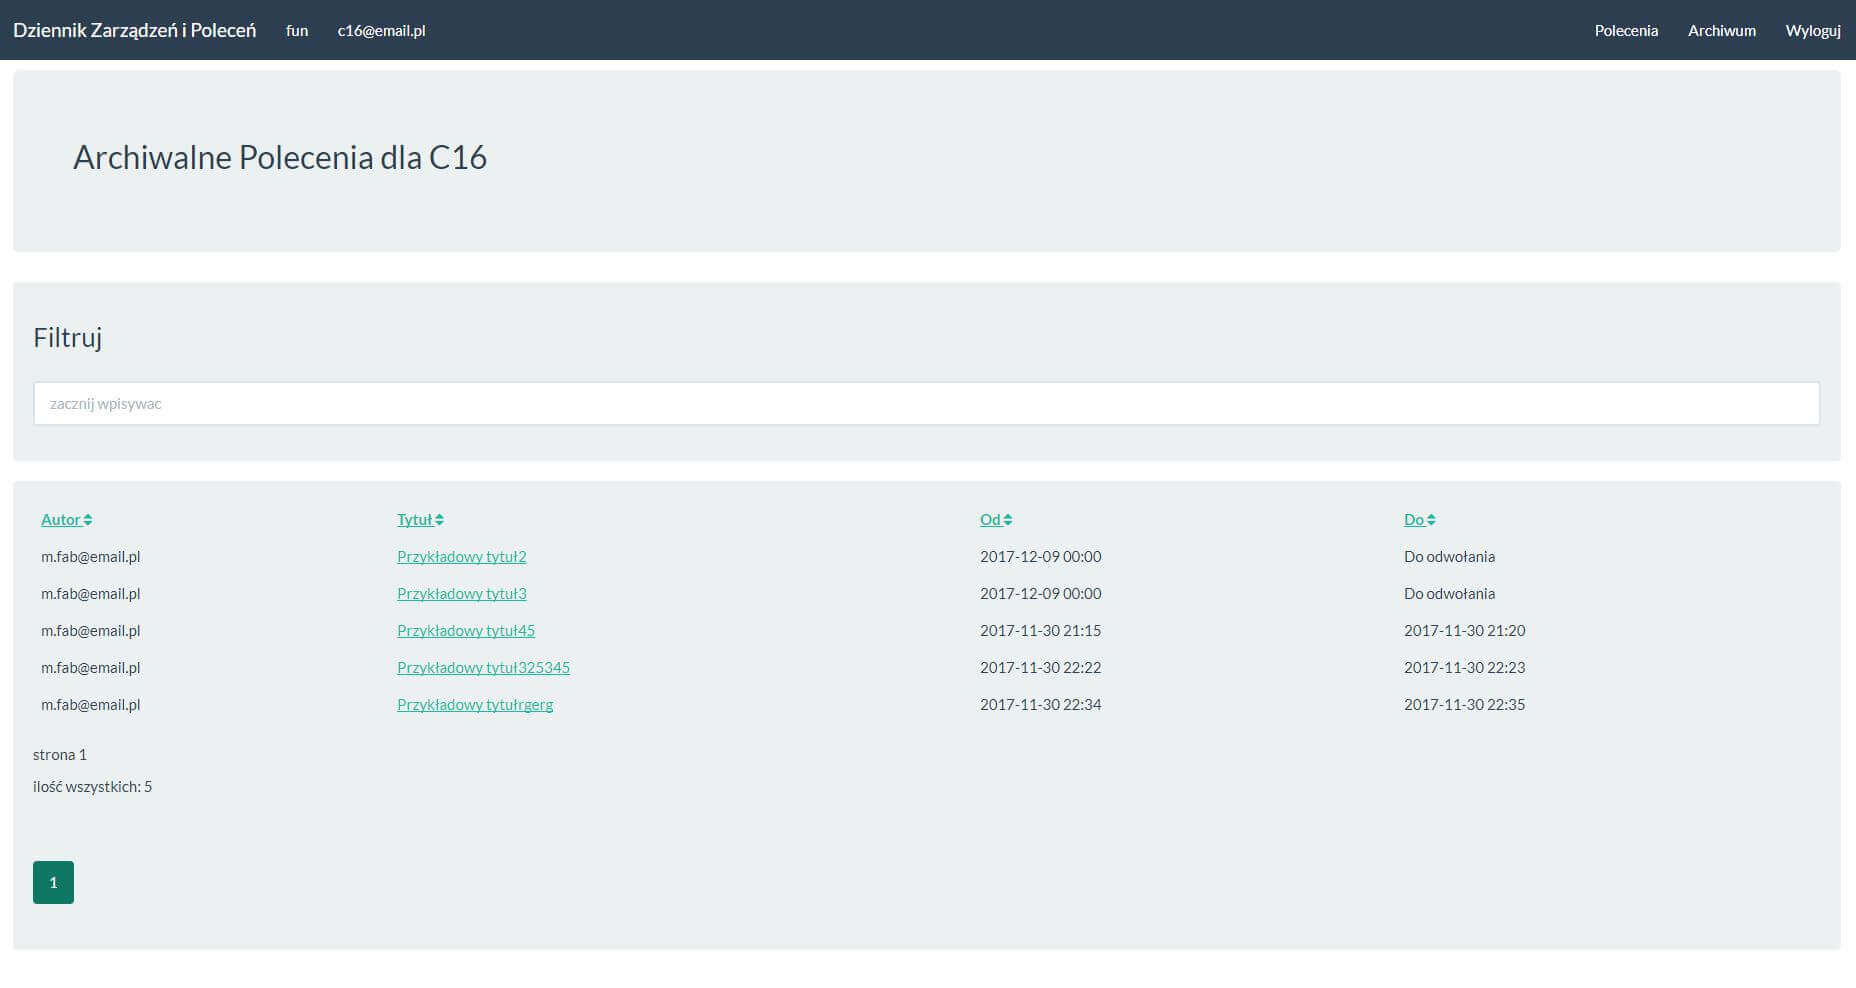 Dziennik Zarządzeń i Poleceń fun c16@email.pl Polecenia Archiwum Wyloguj
Archiwalne Polecenia dla C16
Filtruj
zacznij wpisywac
Autor Tytuł Od Do
m.fab@email.pl Przykładowy tytuł2 2017-12-09 00:00 Do odwołania
m.fab@email.pl Przykładowy tytuł3 2017-12-09 00:00 Do odwołania
m.fab@email.pl Przykładowy tytuł45 2017-11-30 21:15 2017-11-30 21:20
m.fab@email.pl Przykładowy tytuł325345 2017-11-30 22:22 2017-11-30 22:23
m.fab@email.pl Przykładowy tytułrgerg 2017-11-30 22:34 2017-11-30 22:35
strona 1
ilość wszystkich: 5
1